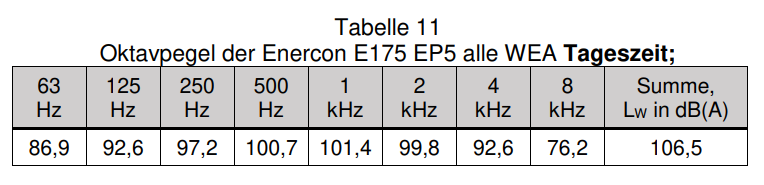 Tabelle 11
Oktavpegel der Enercon E175 EP5 alle WEA Tageszeit;
63 Hz | 125 Hz | 250 Hz | 500 Hz | 1 kHz | 2 kHz | 4 kHz | 8 kHz | Summe, LW in dB(A)
86,9 | 92,6 | 97,2 | 100,7 | 101,4 | 99,8 | 92,6 | 76,2 | 106,5